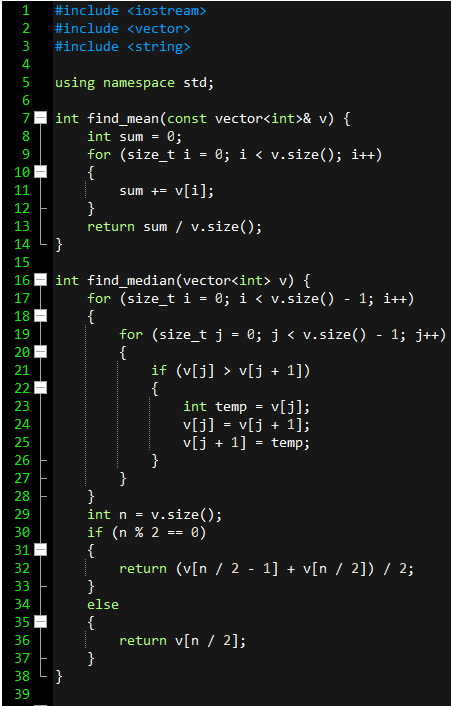 1 #include <iostream>
2 #include <vector>
3 #include <string>
4
5 using namespace std;
6
7 int find_mean(const vector<int>& v) {
8     int sum = 0;
9     for (size_t i = 0; i < v.size(); i++)
10     {
11         sum += v[i];
12     }
13     return sum / v.size();
14 }
15
16 int find_median(vector<int> v) {
17     for (size_t i = 0; i < v.size() - 1; i++)
18     {
19         for (size_t j = 0; j < v.size() - 1; j++)
20         {
21             if (v[j] > v[j + 1])
22             {
23                 int temp = v[j];
24                 v[j] = v[j + 1];
25                 v[j + 1] = temp;
26             }
27         }
28     }
29     int n = v.size();
30     if (n % 2 == 0)
31     {
32         return (v[n / 2 - 1] + v[n / 2]) / 2;
33     }
34     else
35     {
36         return v[n / 2];
37     }
38 }
39